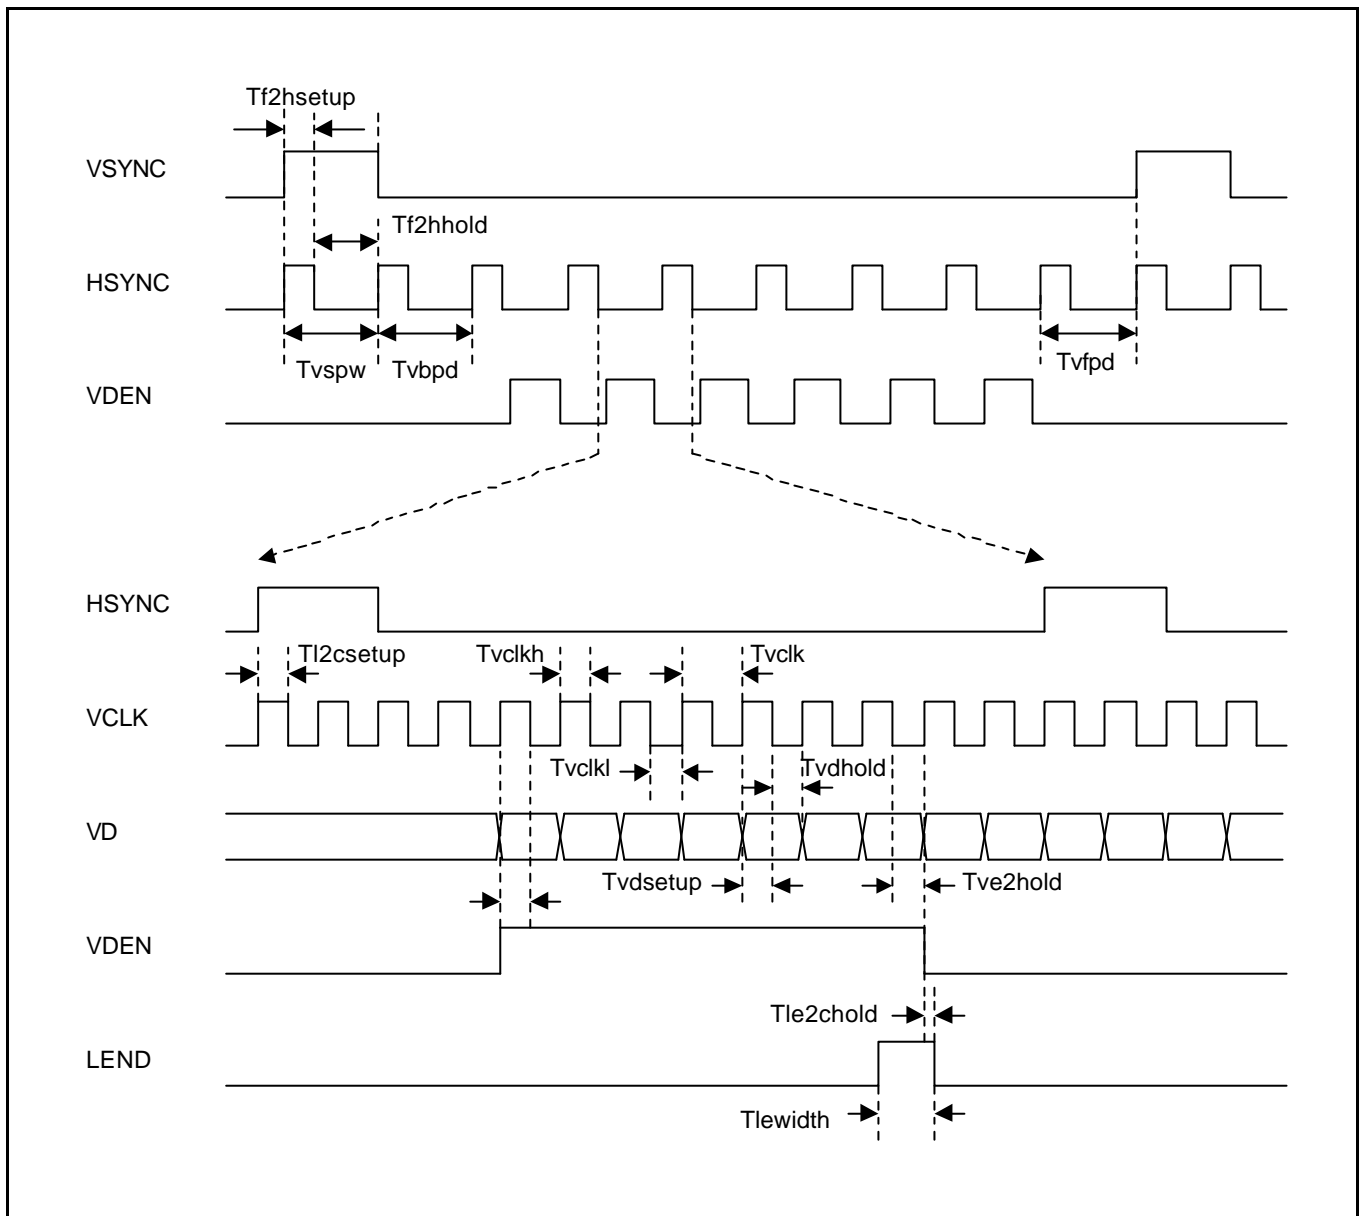 Tf2hsetup
VSYNC
Tf2hhold
HSYNC
Tvspw
Tvbpd
Tvfpd
VDEN
HSYNC
Tl2csetup
Tvclkh
Tvclk
VCLK
Tvclkl
Tvdhold
VD
Tvdsetup
Tve2hold
VDEN
Tle2chold
LEND
Tlewidth